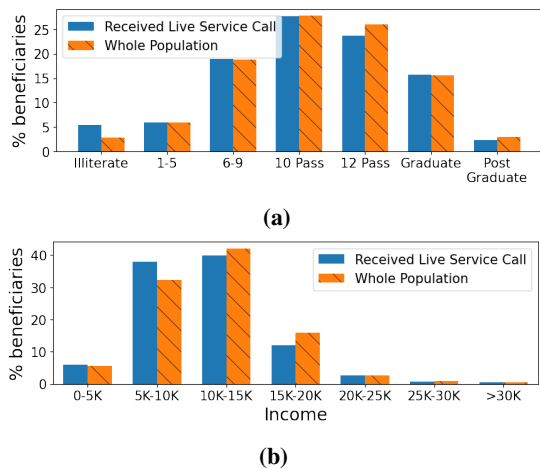 25
20
15
10
5
0
% beneficiaries
Received Live Service Call
Whole Population
Illiterate 1-5 6-9 10 Pass 12 Pass Graduate Post Graduate
(a)
40
30
20
10
0
% beneficiaries
Received Live Service Call
Whole Population
0-5K 5K-10K 10K-15K 15K-20K 20K-25K 25K-30K >30K
Income
(b)